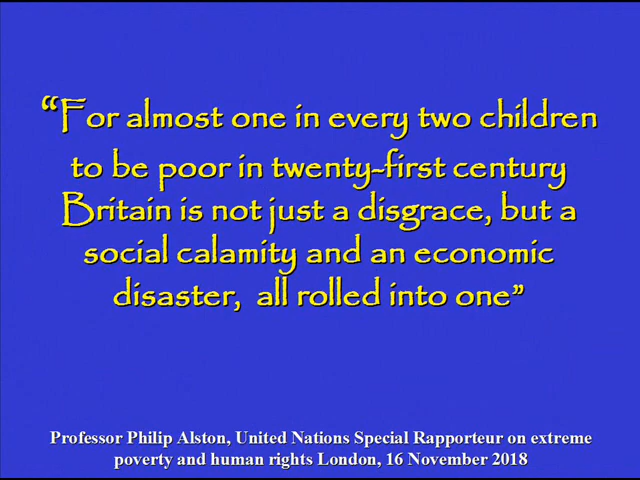 “For almost one in every two children
to be poor in twenty-first century
Britain is not just a disgrace, but a
social calamity and an economic
disaster,  all rolled into one”
Professor Philip Alston, United Nations Special Rapporteur on extreme
poverty and human rights London, 16 November 2018